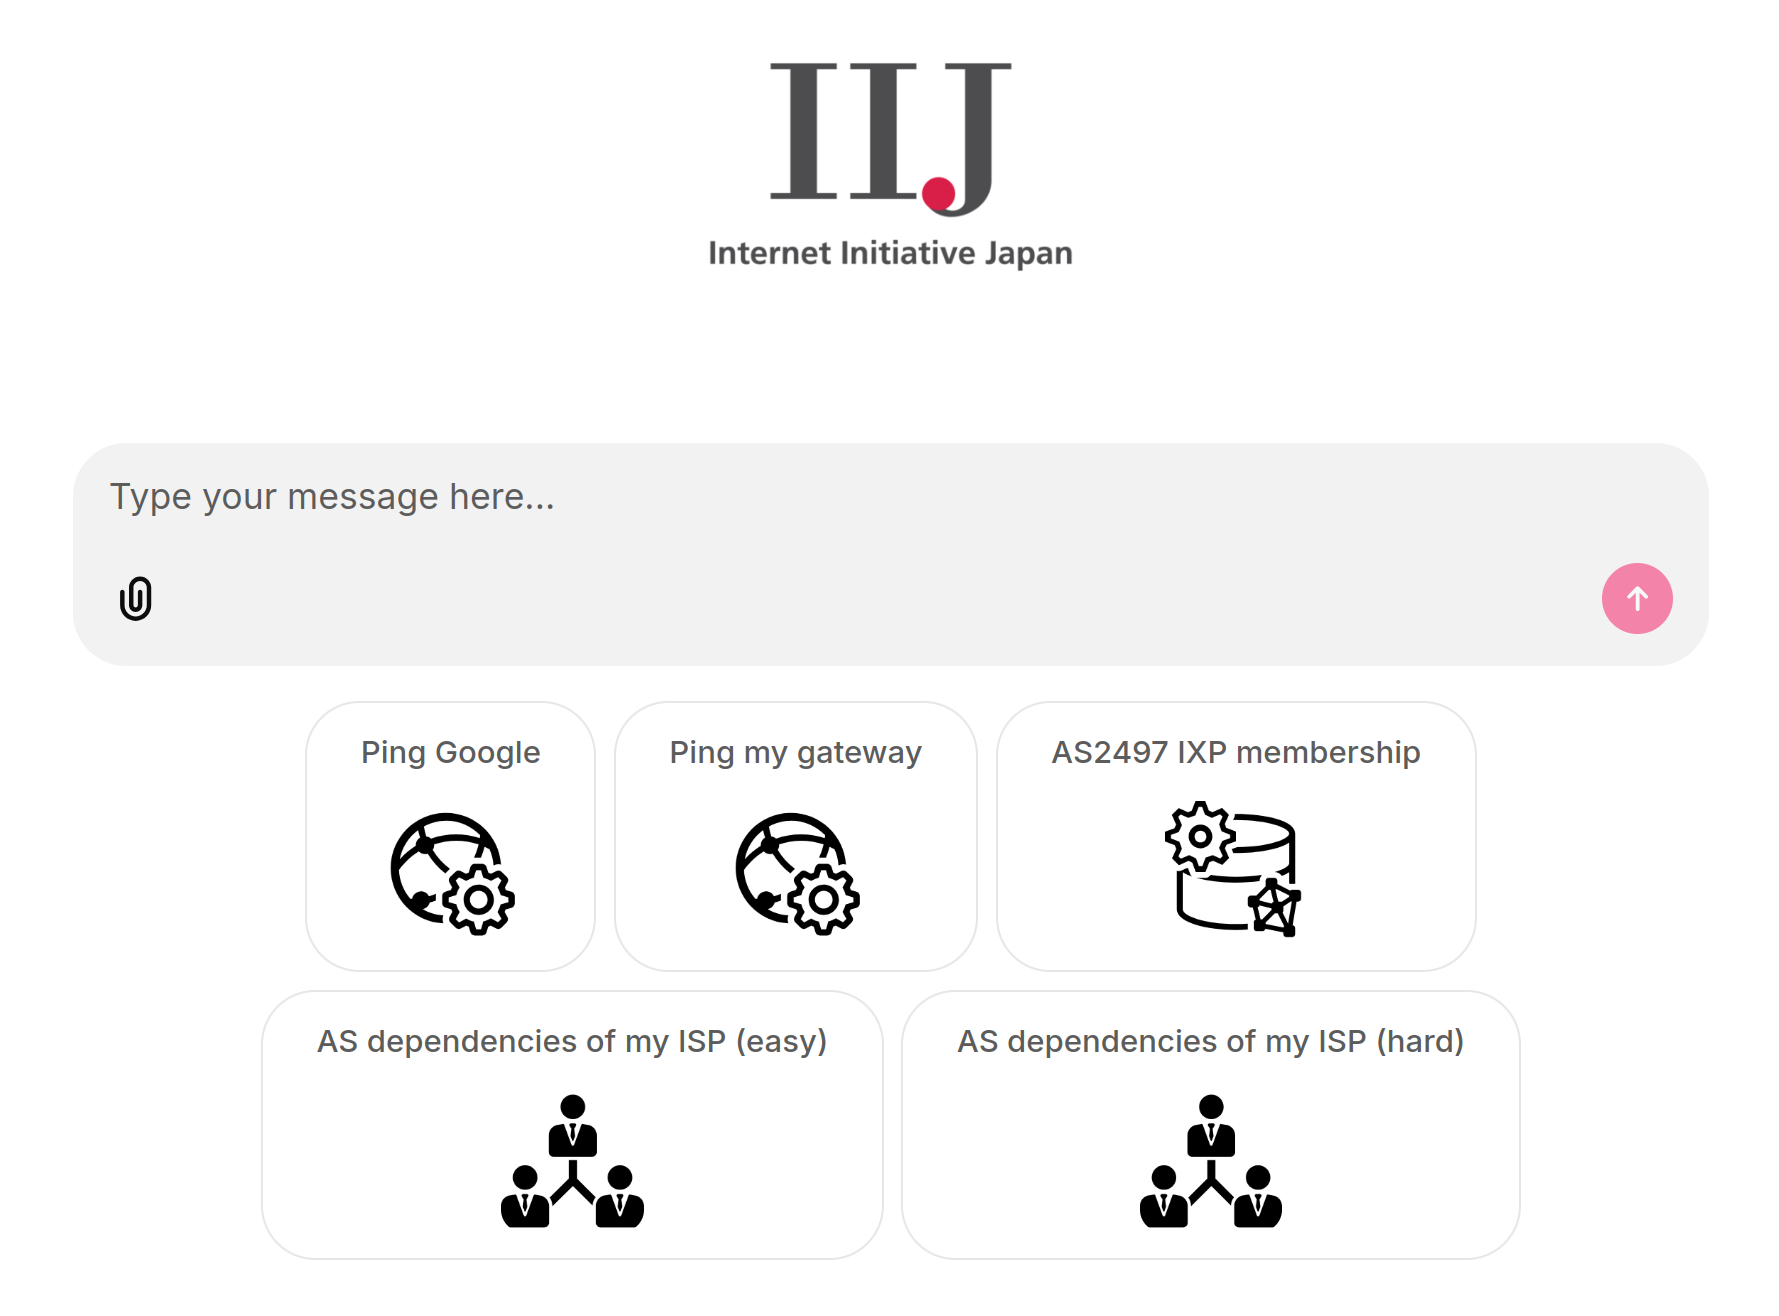 IIJ
Internet Initiative Japan
Type your message here...
Ping Google
Ping my gateway
AS2497 IXP membership
AS dependencies of my ISP (easy)
AS dependencies of my ISP (hard)